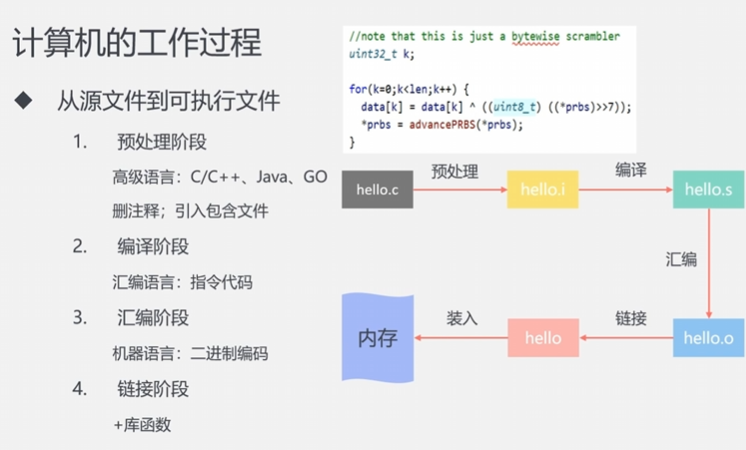 计算机的工作过程
◆ 从源文件到可执行文件
1. 预处理阶段
高级语言：C/C++、Java、GO
删注释；引入包含文件
2. 编译阶段
汇编语言：指令代码
3. 汇编阶段
机器语言：二进制编码
4. 链接阶段
+库函数
//note that this is just a bytewise scrambler
uint32_t k;
for(k=0;k<len;k++) {
data[k] = data[k] ^ ((uint8_t) ((*prbs)>>7));
*prbs = advancePRBS(*prbs);
}
hello.c
预处理
hello.i
编译
hello.s
汇编
hello.o
链接
hello
装入
内存